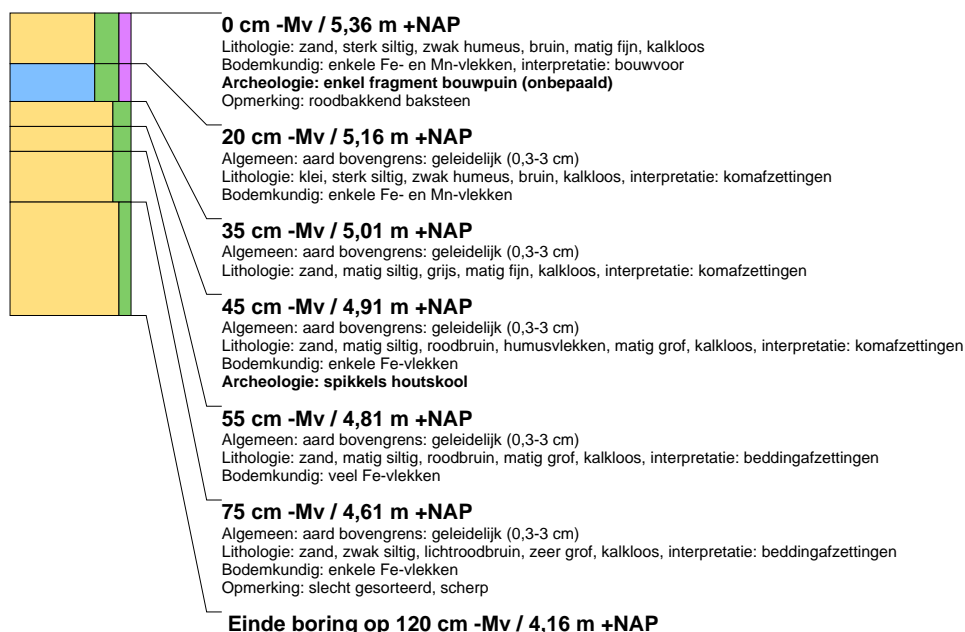 0 cm -Mv / 5,36 m +NAP
Lithologie: zand, sterk siltig, zwak humeus, bruin, matig fijn, kalkloos
Bodemkundig: enkele Fe- en Mn-vlekken, interpretatie: bouwvoor
Archeologie: enkel fragment bouwpuin (onbepaald)
Opmerking: roodbakkend baksteen
20 cm -Mv / 5,16 m +NAP
Algemeen: aard bovengrens: geleidelijk (0,3-3 cm)
Lithologie: klei, sterk siltig, zwak humeus, bruin, kalkloos, interpretatie: komafzettingen
Bodemkundig: enkele Fe- en Mn-vlekken
35 cm -Mv / 5,01 m +NAP
Algemeen: aard bovengrens: geleidelijk (0,3-3 cm)
Lithologie: zand, matig siltig, grijs, matig fijn, kalkloos, interpretatie: komafzettingen
45 cm -Mv / 4,91 m +NAP
Algemeen: aard bovengrens: geleidelijk (0,3-3 cm)
Lithologie: zand, matig siltig, roodbruin, humusvlekken, matig grof, kalkloos, interpretatie: komafzettingen
Bodemkundig: enkele Fe-vlekken
Archeologie: spikkels houtskool
55 cm -Mv / 4,81 m +NAP
Algemeen: aard bovengrens: geleidelijk (0,3-3 cm)
Lithologie: zand, matig siltig, roodbruin, matig grof, kalkloos, interpretatie: beddingafzettingen
Bodemkundig: veel Fe-vlekken
75 cm -Mv / 4,61 m +NAP
Algemeen: aard bovengrens: geleidelijk (0,3-3 cm)
Lithologie: zand, zwak siltig, lichtroodbruin, zeer grof, kalkloos, interpretatie: beddingafzettingen
Bodemkundig: enkele Fe-vlekken
Opmerking: slecht gesorteerd, scherp
Einde boring op 120 cm -Mv / 4,16 m +NAP